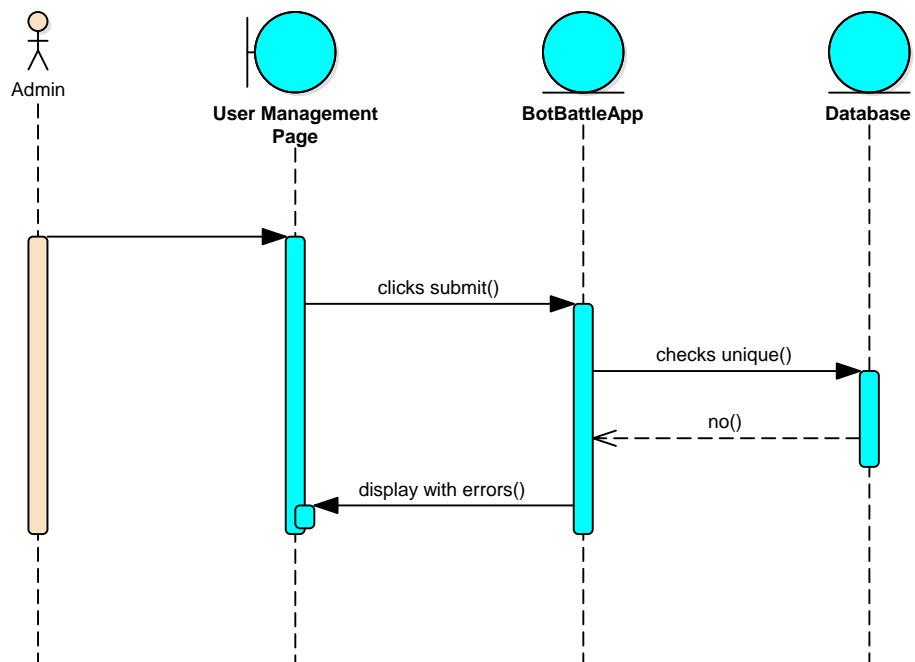 Admin
User Management
Page
BotBattleApp
Database
clicks submit()
checks unique()
no()
display with errors()